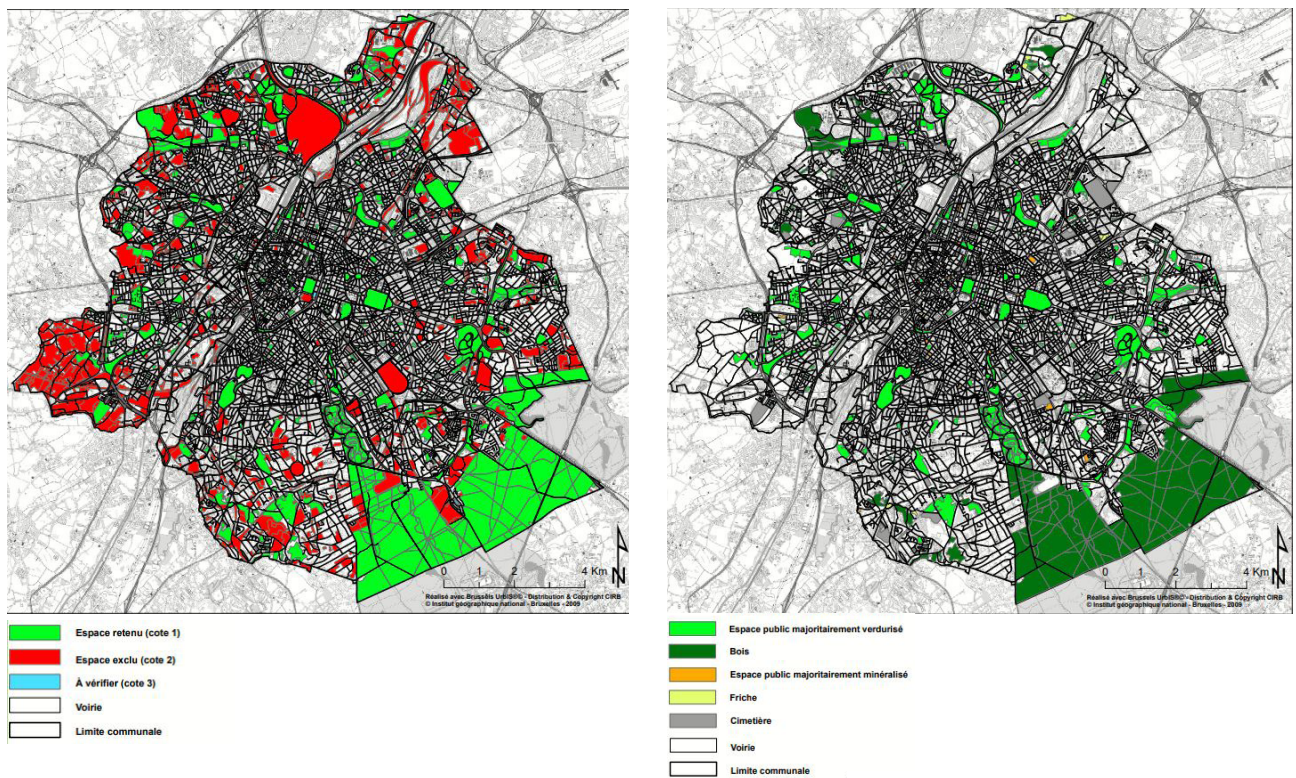 0 2 4 Km
N
Réalisé avec Brussels UrbIS®© - Distribution & Copyright CIRB
© Institut géographique national - Bruxelles - 2009
Espace retenu (cote 1)
Espace exclu (cote 2)
À vérifier (cote 3)
Voirie
Limite communale
0 2 4 Km
N
Réalisé avec Brussels UrbIS®© - Distribution & Copyright CIRB
© Institut géographique national - Bruxelles - 2009
Espace public majoritairement verdurisé
Bois
Espace public majoritairement minéralisé
Friche
Cimetière
Voirie
Limite communale